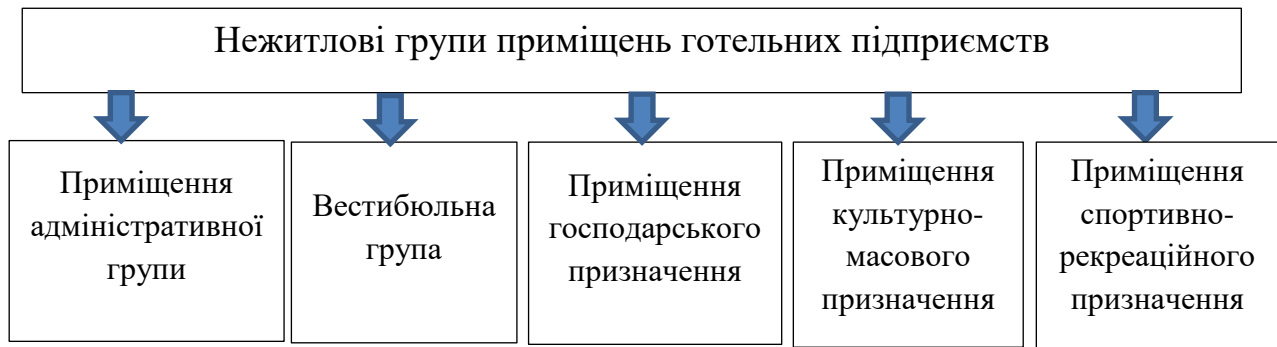 Нежитлові групи приміщень готельних підприємств
Приміщення
адміністративної
групи
Вестибюльна
група
Приміщення
господарського
призначення
Приміщення
культурно-
масового
призначення
Приміщення
спортивно-
рекреаційного
призначення